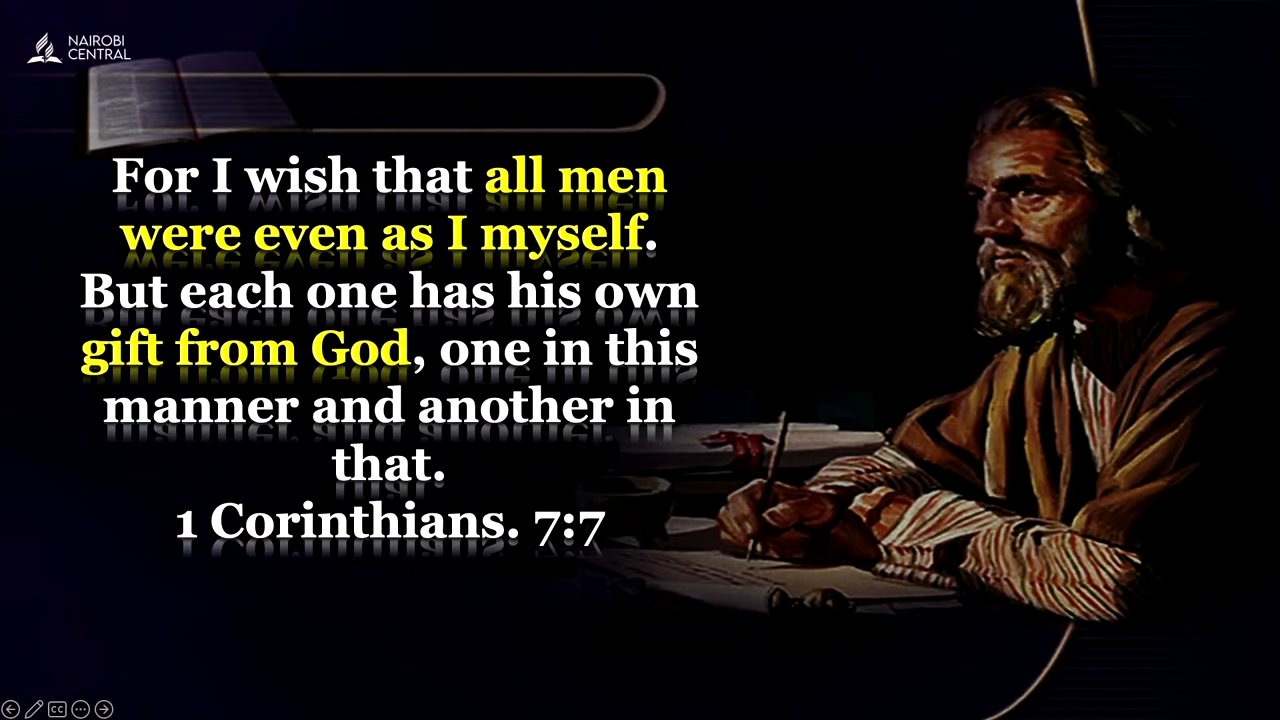 NAIROBI
CENTRAL
For I wish that all men
were even as I myself.
But each one has his own
gift from God, one in this
manner and another in
that.
1 Corinthians. 7:7
CC